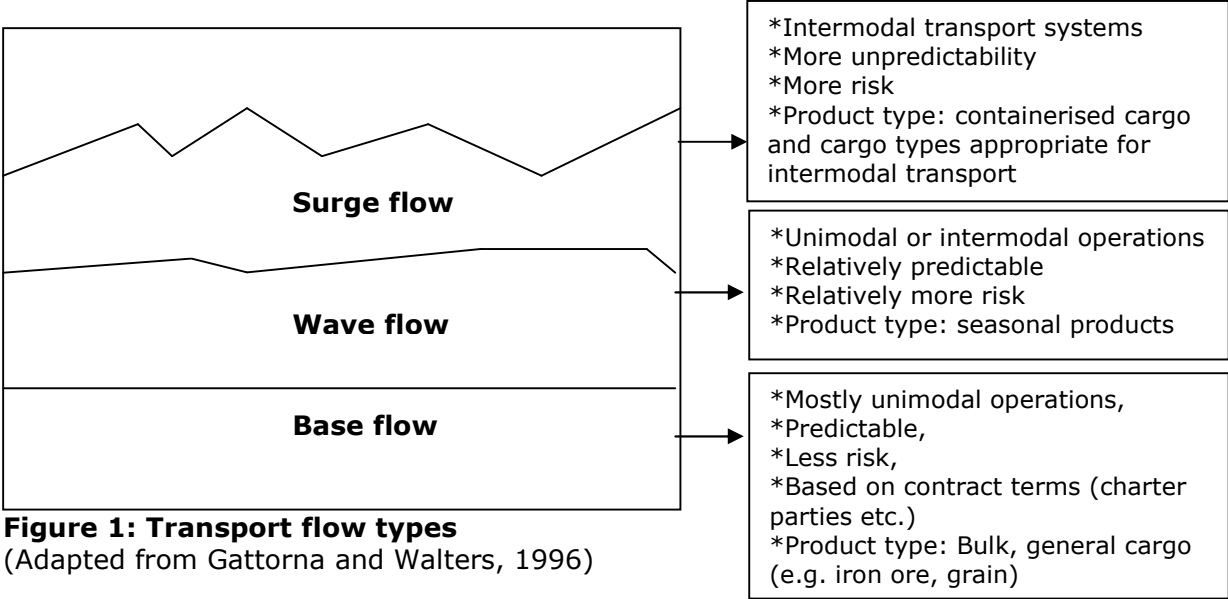 *Intermodal transport systems
*More unpredictability
*More risk
*Product type: containerised cargo
and cargo types appropriate for
intermodal transport
Surge flow
*Unimodal or intermodal operations
*Relatively predictable
*Relatively more risk
*Product type: seasonal products
Wave flow
*Mostly unimodal operations,
*Predictable,
*Less risk,
*Based on contract terms (charter
parties etc.)
*Product type: Bulk, general cargo
(e.g. iron ore, grain)
Base flow
Figure 1: Transport flow types
(Adapted from Gattorna and Walters, 1996)